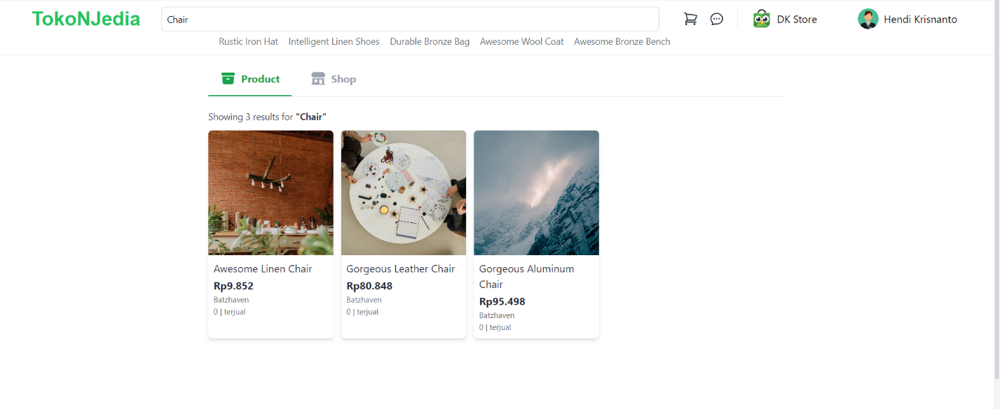 TokoNJedia
Chair
DK Store
Hendi Krisnanto
Rustic Iron Hat
Intelligent Linen Shoes
Durable Bronze Bag
Awesome Wool Coat
Awesome Bronze Bench
Product
Shop
Showing 3 results for "Chair"
Awesome Linen Chair
Rp9.852
Batzhaven
0 | terjual
Gorgeous Leather Chair
Rp80.848
Batzhaven
0 | terjual
Gorgeous Aluminum
Chair
Rp95.498
Batzhaven
0 | terjual